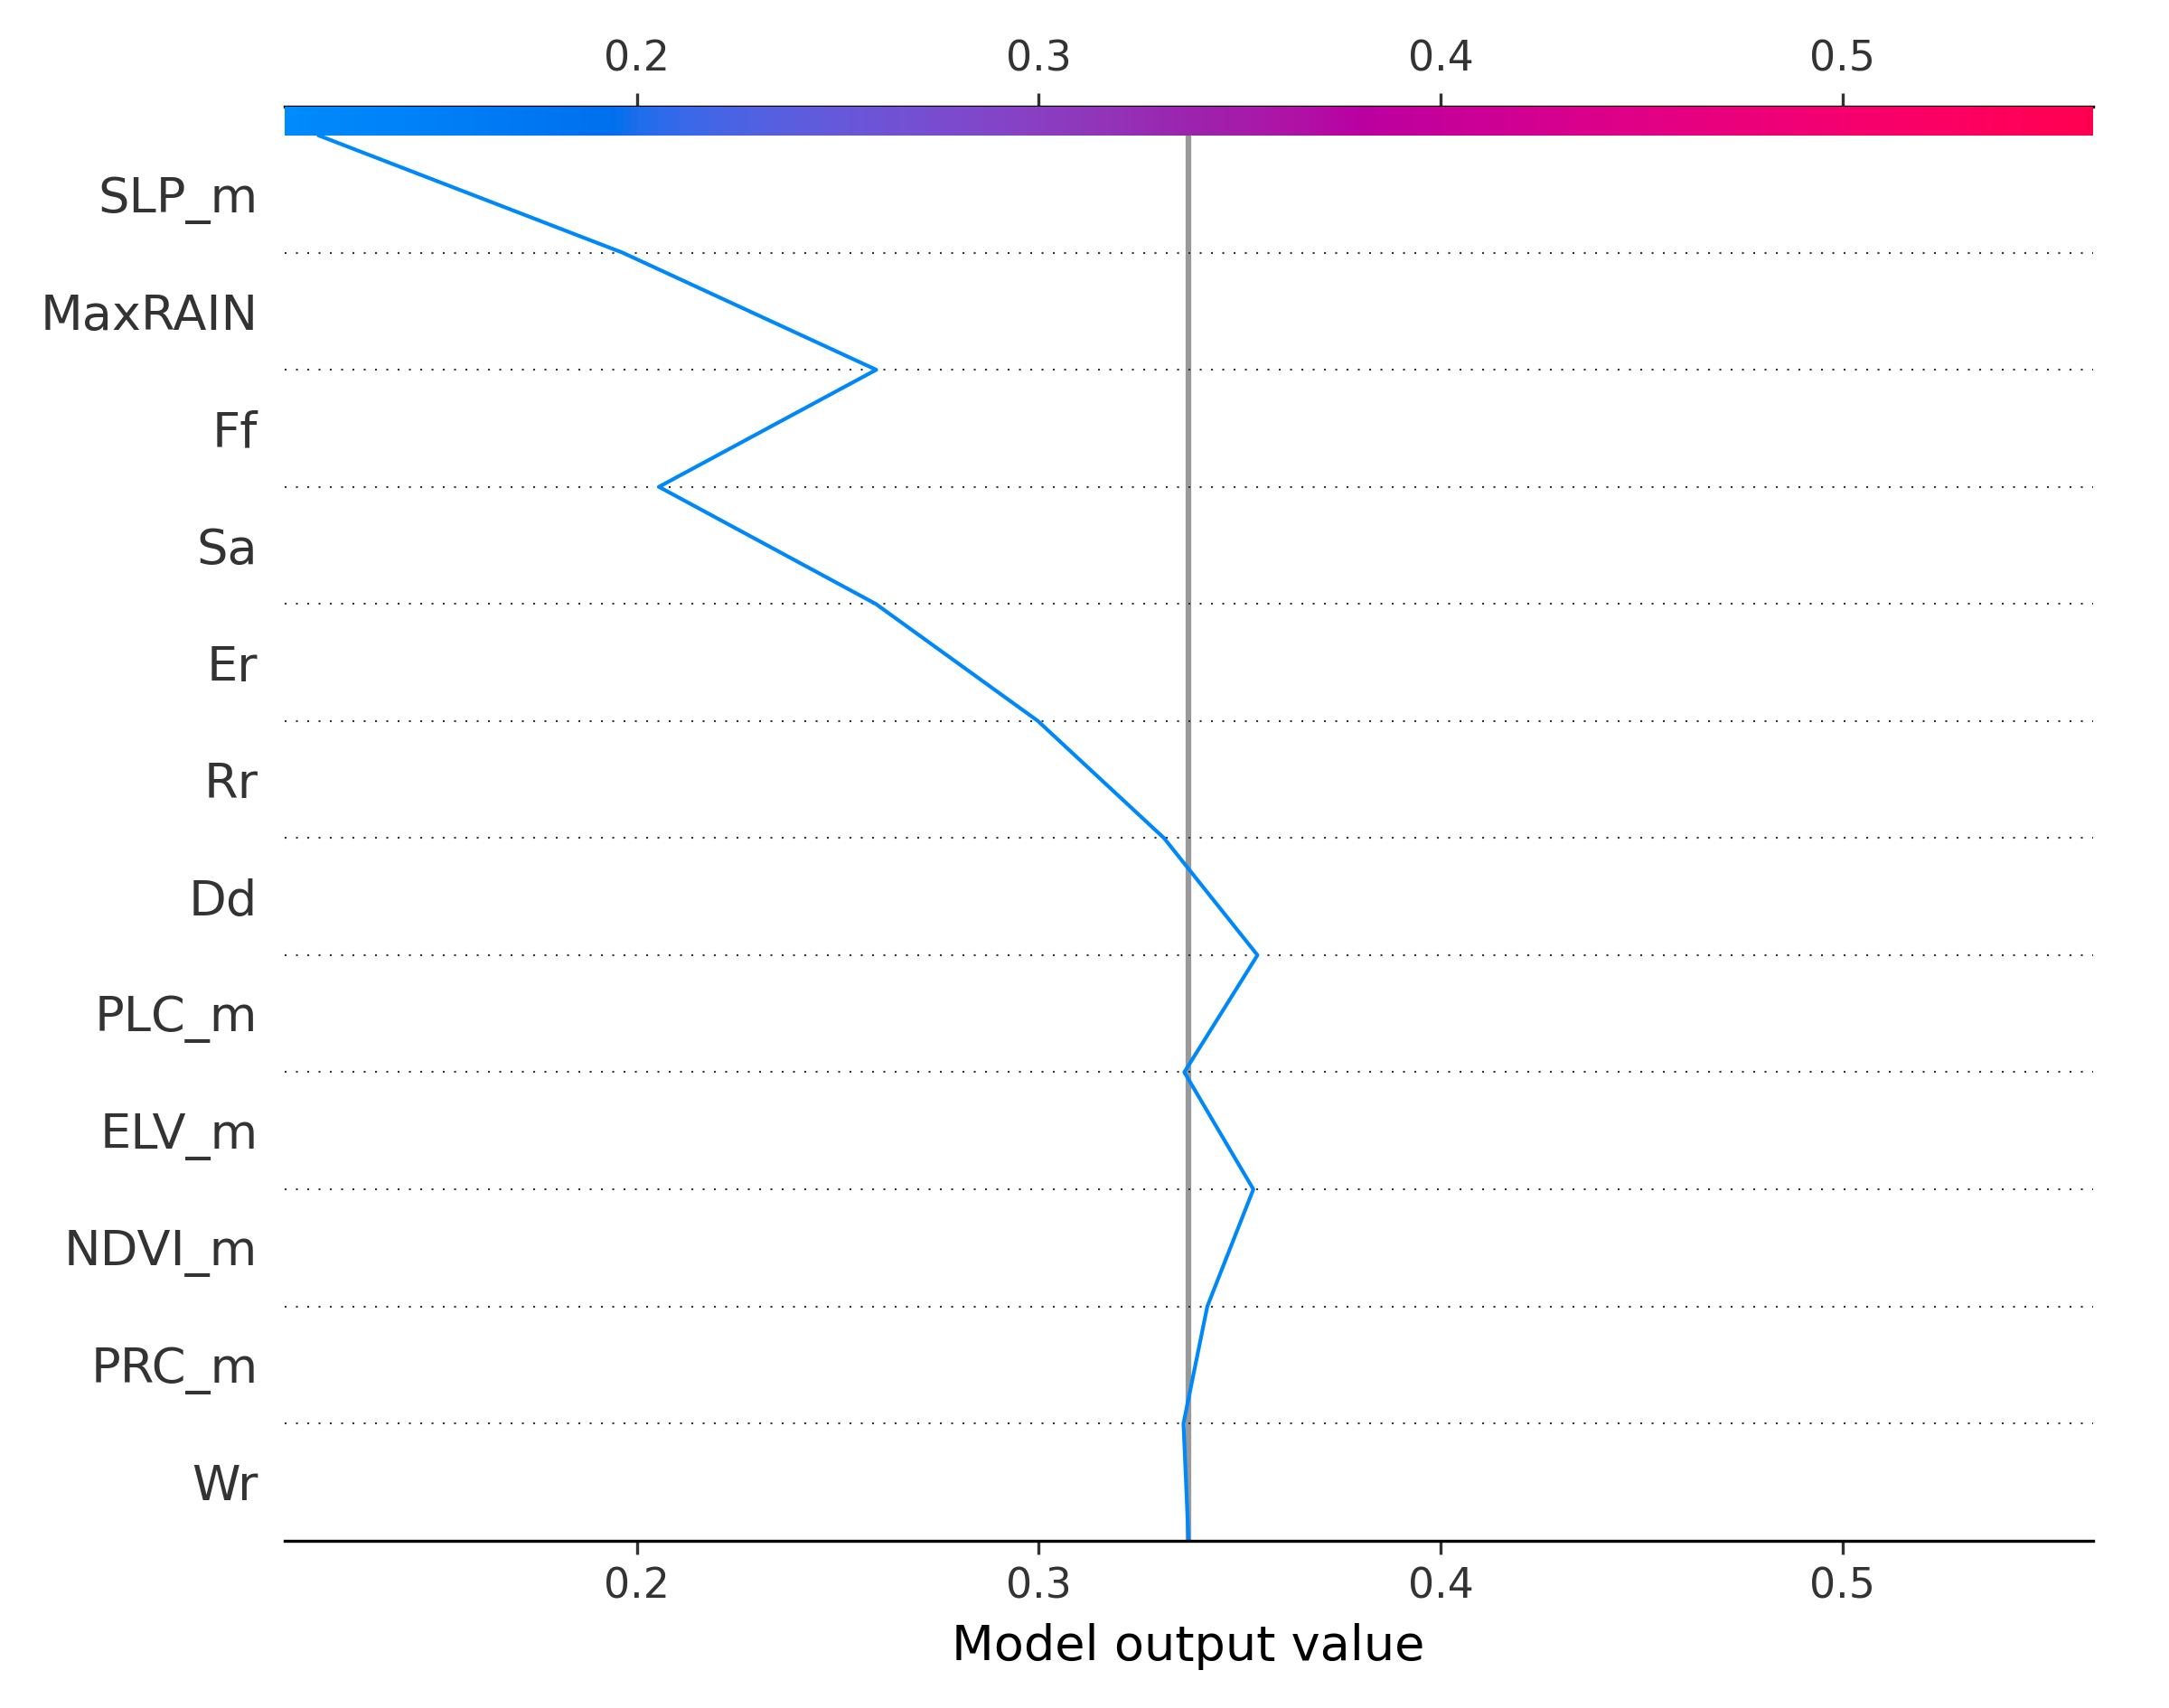 0.2 0.3 0.4 0.5
SLP_m
MaxRAIN
Ff
Sa
Er
Rr
Dd
PLC_m
ELV_m
NDVI_m
PRC_m
Wr
0.2 0.3 0.4 0.5
Model output value